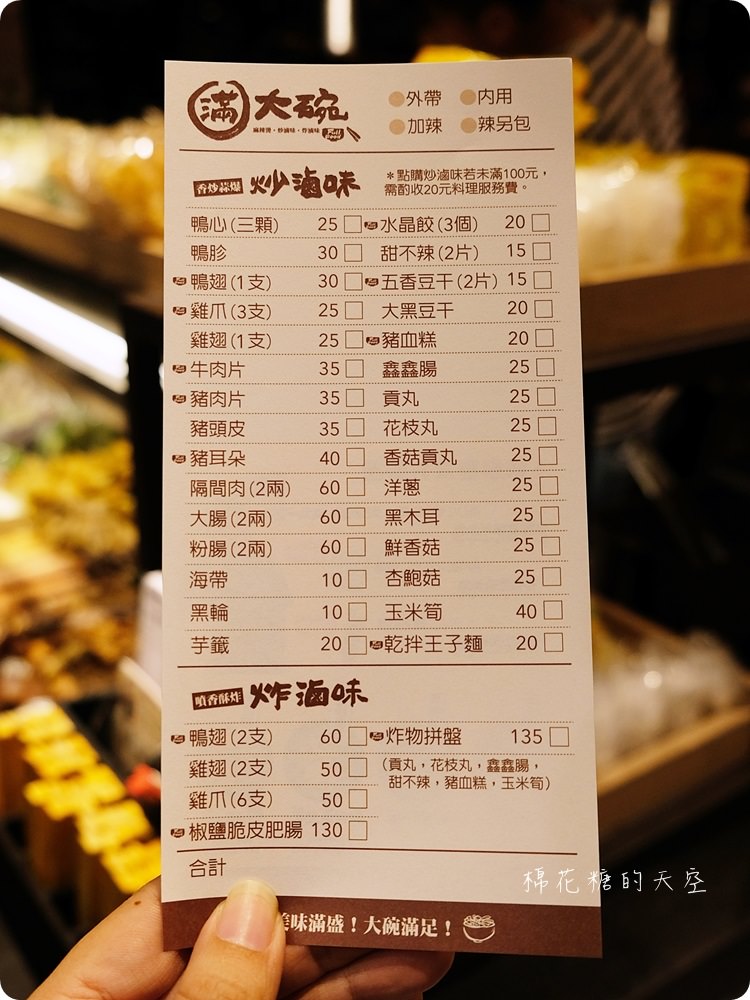 滿 大碗
麻辣燙・炒滷味・炸滷味
Full Food
外帶 內用
加辣 辣另包
香炒蒜爆 炒滷味
＊點購炒滷味若未滿100元，
需酌收20元料理服務費。
鴨心(三顆) 25 水晶餃(3個) 20
鴨胗 30 甜不辣(2片) 15
鴨翅(1支) 30 五香豆干(2片) 15
雞爪(3支) 25 大黑豆干 20
雞翅(1支) 25 豬血糕 20
牛肉片 35 鑫鑫腸 25
豬肉片 35 貢丸 25
豬頭皮 35 花枝丸 25
豬耳朵 40 香菇貢丸 25
隔間肉(2兩) 60 洋蔥 25
大腸(2兩) 60 黑木耳 25
粉腸(2兩) 60 鮮香菇 25
海帶 10 杏鮑菇 25
黑輪 10 玉米筍 40
芋籤 20 乾拌王子麵 20
噴香酥炸 炸滷味
鴨翅(2支) 60 炸物拼盤 135
雞翅(2支) 50 (貢丸，花枝丸，鑫鑫腸，
甜不辣，豬血糕，玉米筍)
雞爪(6支) 50
椒鹽脆皮肥腸 130
合計
美味滿盛！大碗滿足！
棉花糖的天空